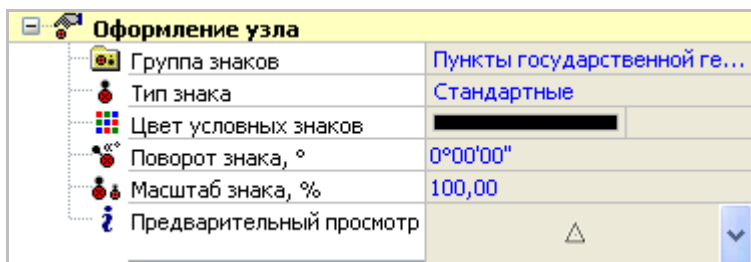 Оформление узла
Группа знаков Пункты государственной ге...
Тип знака Стандартные
Цвет условных знаков
Поворот знака, ° 0°00'00"
Масштаб знака, % 100,00
Предварительный просмотр